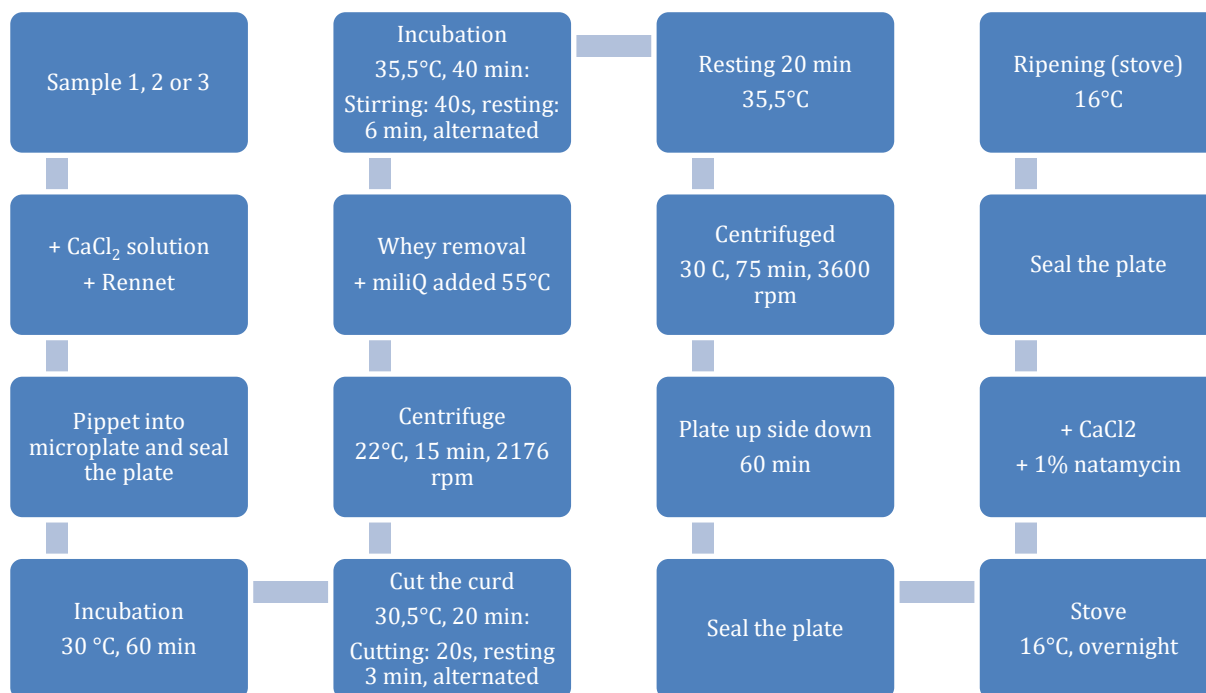 Sample 1, 2 or 3
+ CaCl₂ solution
+ Rennet
Pippet into
microplate and seal
the plate
Incubation
30 °C, 60 min
Cut the curd
30,5°C, 20 min:
Cutting: 20s, resting
3 min, alternated
Centrifuge
22°C, 15 min, 2176
rpm
Whey removal
+ miliQ added 55°C
Incubation
35,5°C, 40 min:
Stirring: 40s, resting:
6 min, alternated
Resting 20 min
35,5°C
Centrifuged
30 C, 75 min, 3600
rpm
Plate up side down
60 min
Seal the plate
Stove
16°C, overnight
+ CaCl2
+ 1% natamycin
Seal the plate
Ripening (stove)
16°C